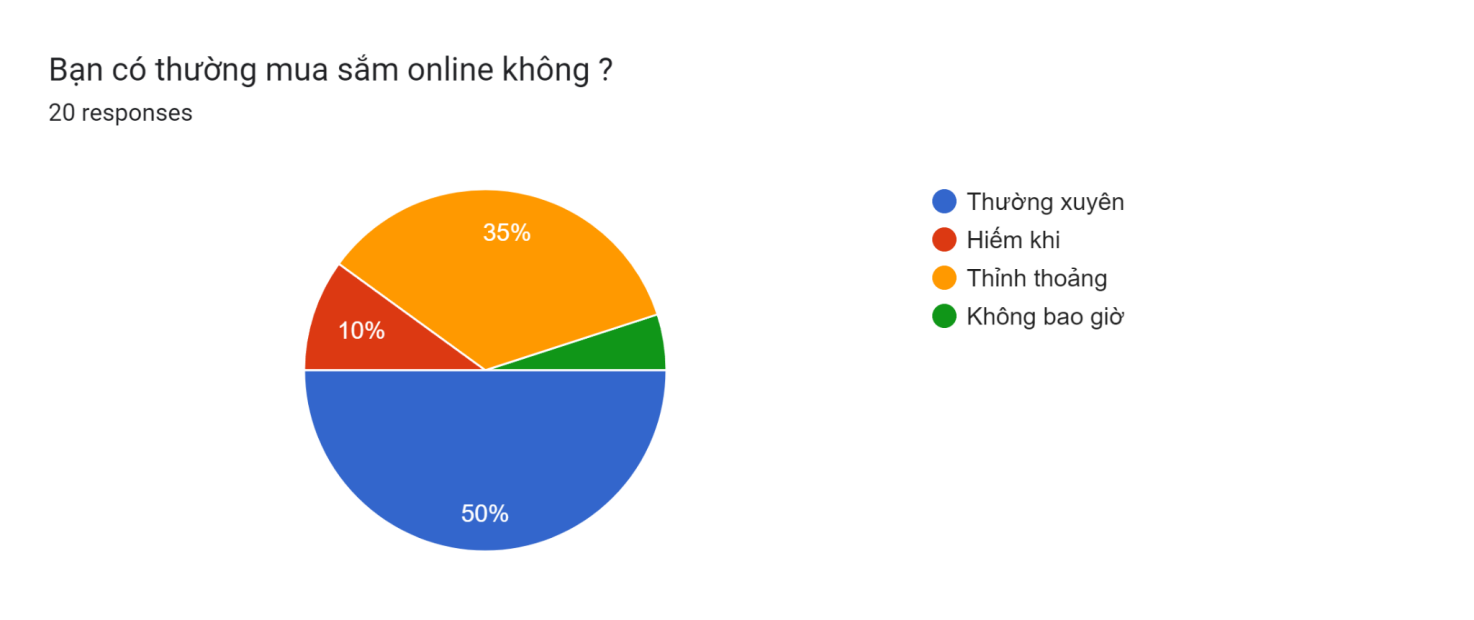 Bạn có thường mua sắm online không ?
20 responses
35%
10%
50%
Thường xuyên
Hiếm khi
Thỉnh thoảng
Không bao giờ